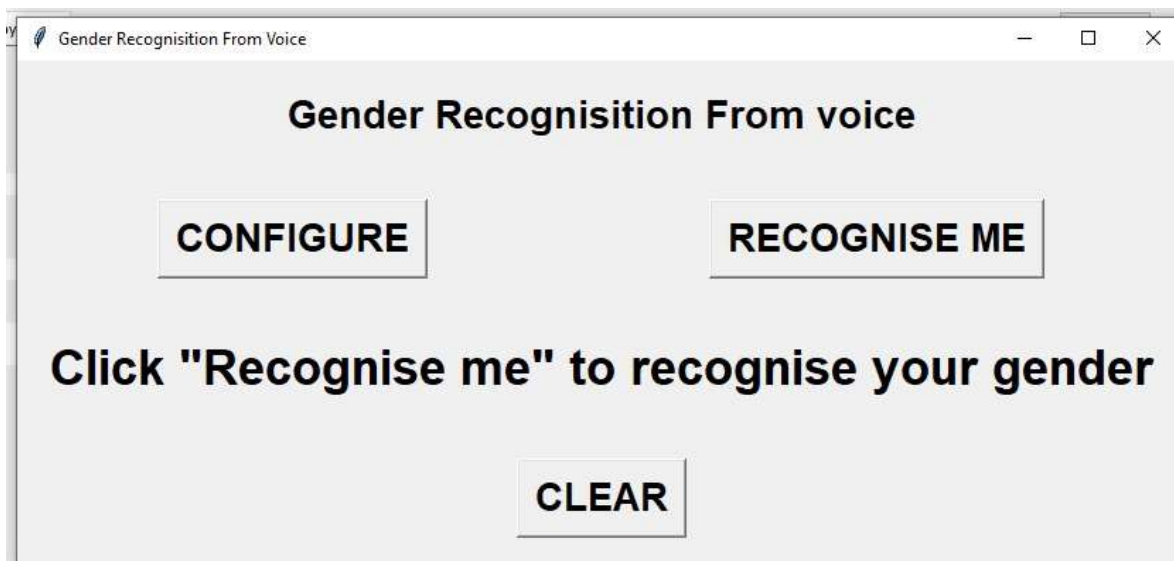 Gender Recognisition From Voice
Gender Recognisition From voice
CONFIGURE
RECOGNISE ME
Click "Recognise me" to recognise your gender
CLEAR